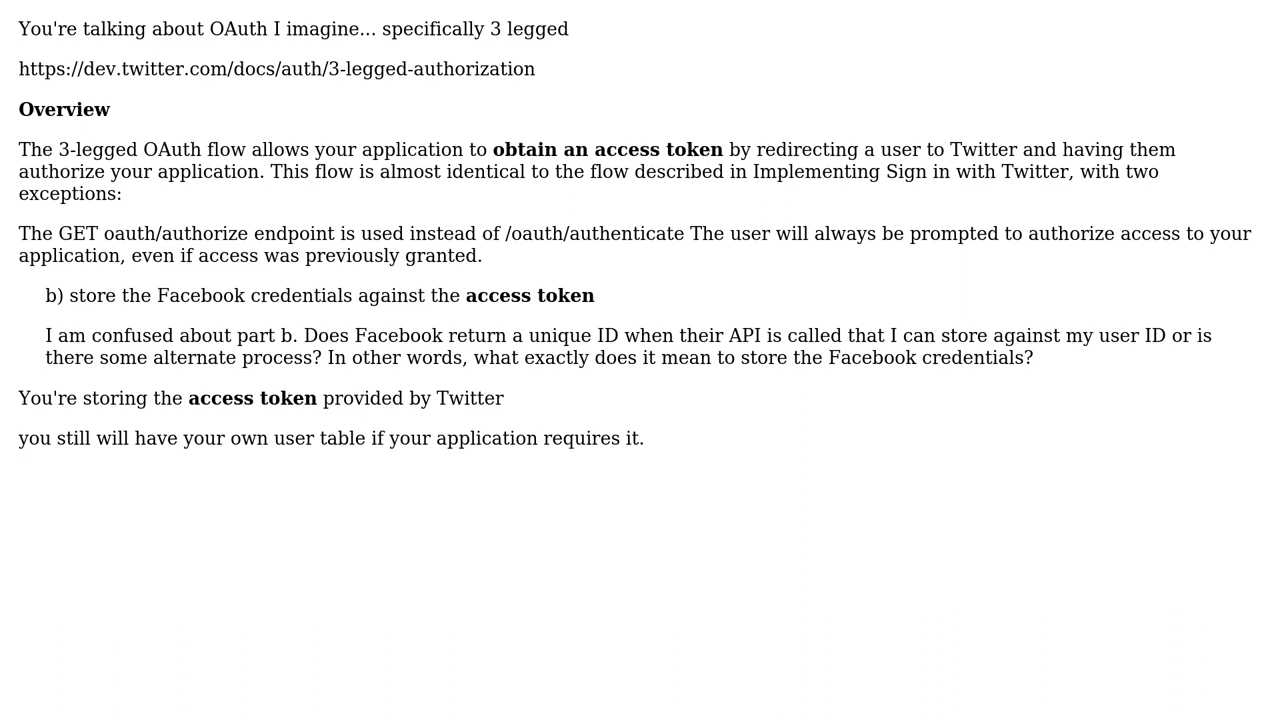 You're talking about OAuth I imagine... specifically 3 legged
https://dev.twitter.com/docs/auth/3-legged-authorization
Overview
The 3-legged OAuth flow allows your application to obtain an access token by redirecting a user to Twitter and having them
authorize your application. This flow is almost identical to the flow described in Implementing Sign in with Twitter, with two
exceptions:
The GET oauth/authorize endpoint is used instead of /oauth/authenticate The user will always be prompted to authorize access to your
application, even if access was previously granted.
b) store the Facebook credentials against the access token
I am confused about part b. Does Facebook return a unique ID when their API is called that I can store against my user ID or is
there some alternate process? In other words, what exactly does it mean to store the Facebook credentials?
You're storing the access token provided by Twitter
you still will have your own user table if your application requires it.